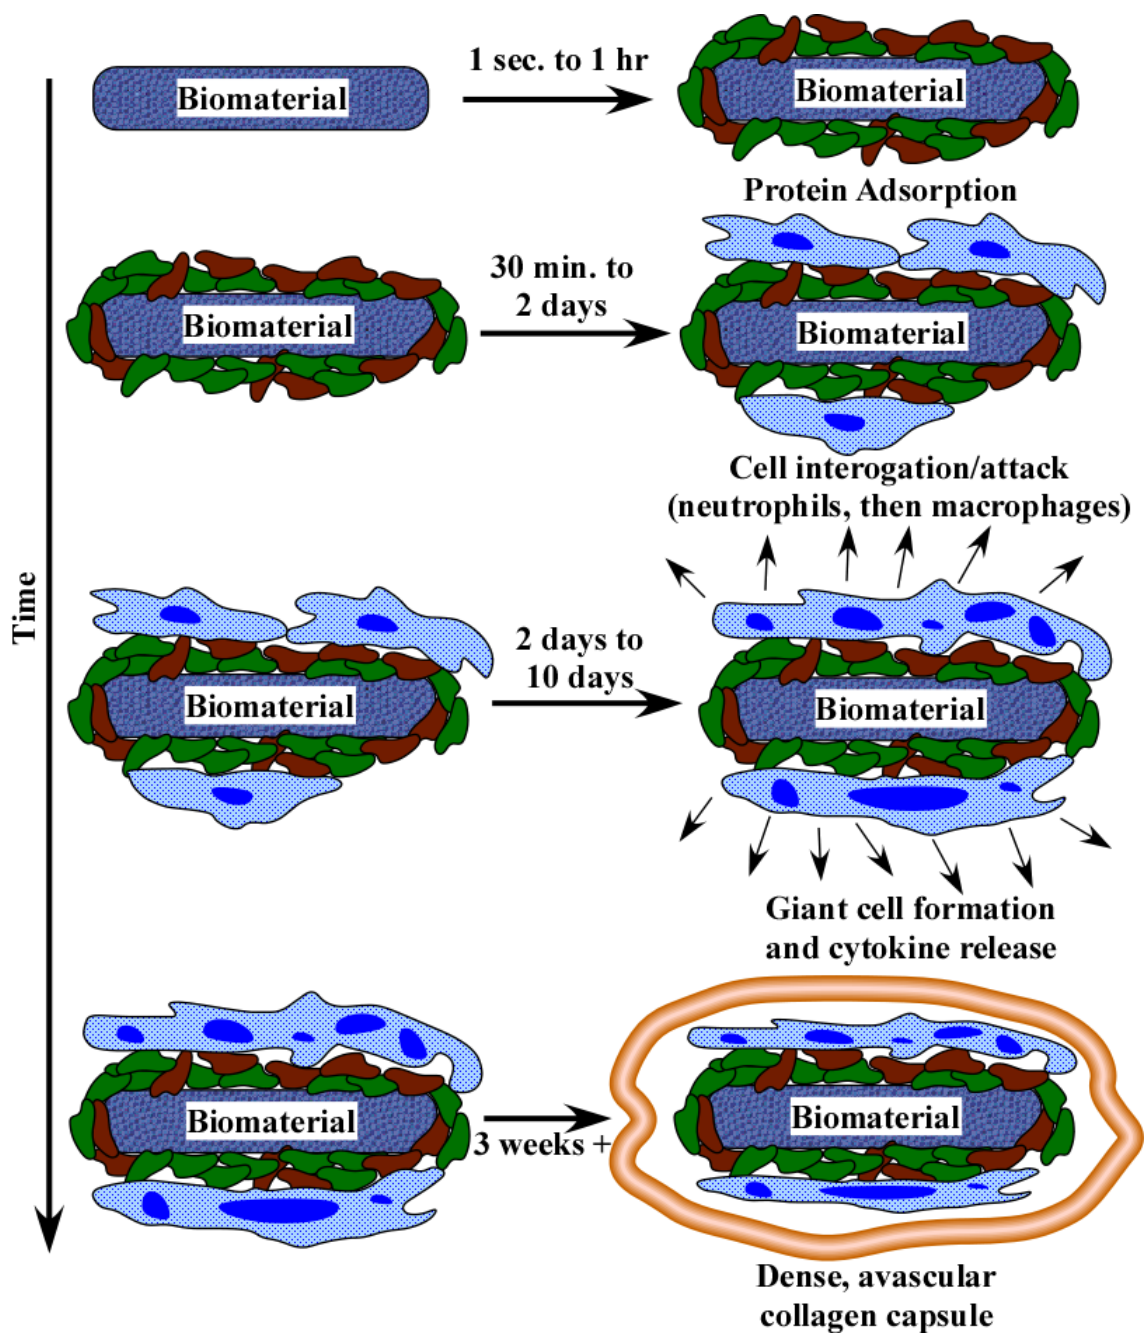 Biomaterial
1 sec. to 1 hr
Biomaterial
Protein Adsorption
Biomaterial
30 min. to
2 days
Biomaterial
Cell interogation/attack
(neutrophils, then macrophages)
Time
Biomaterial
2 days to
10 days
Biomaterial
Giant cell formation
and cytokine release
Biomaterial
3 weeks +
Biomaterial
Dense, avascular
collagen capsule